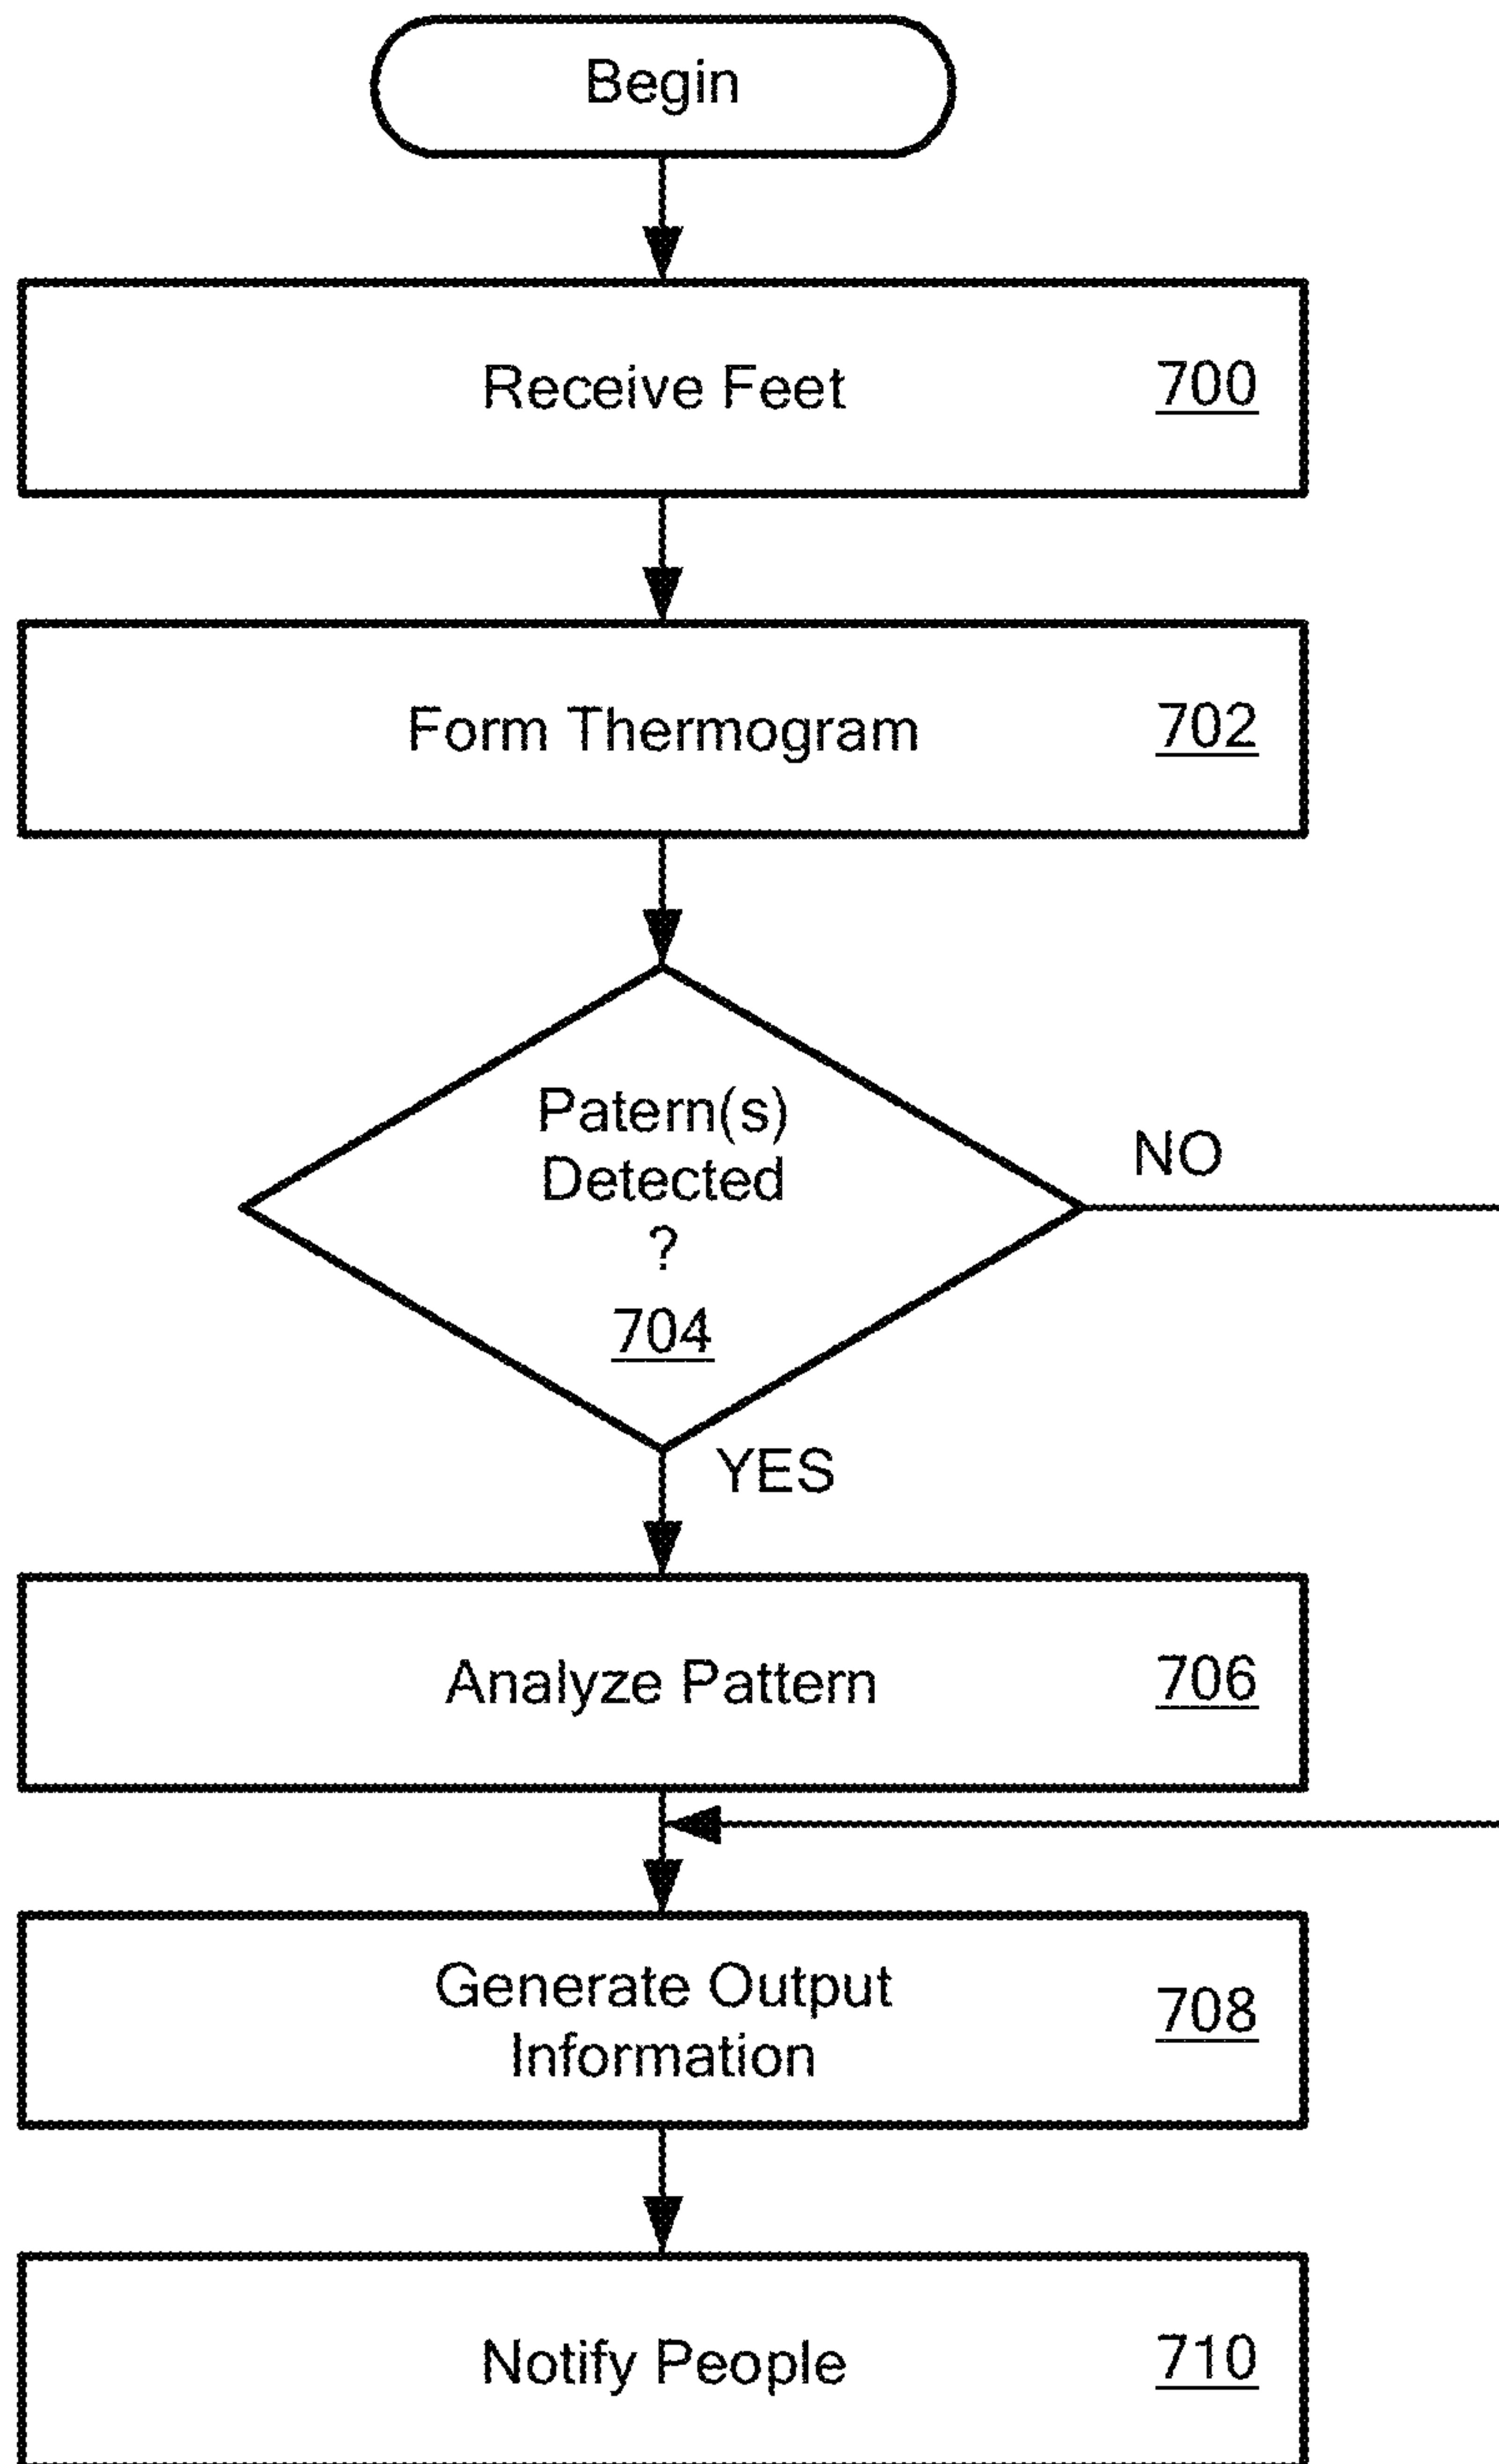 Begin
Receive Feet 700
Form Thermogram 702
Patern(s)
Detected
?
704
NO
YES
Analyze Pattern 706
Generate Output
Information
708
Notify People 710